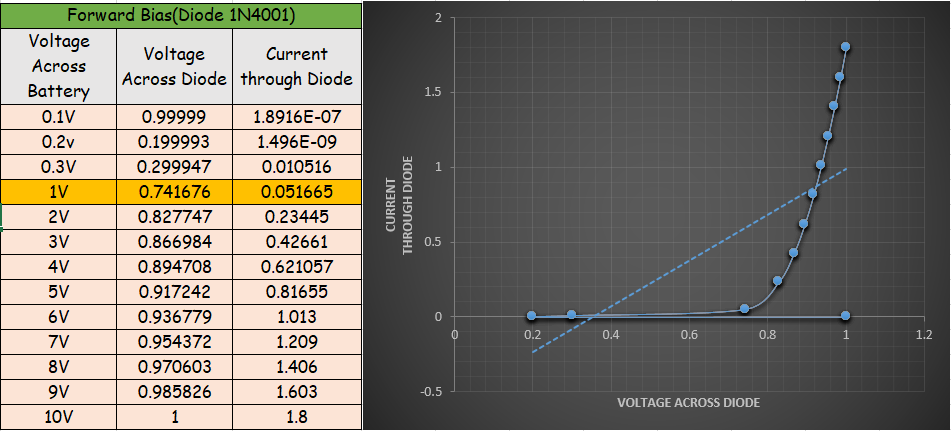 Forward Bias(Diode 1N4001)
Voltage Across Battery Voltage Across Diode Current through Diode
0.1V 0.99999 1.8916E-07
0.2v 0.199993 1.496E-09
0.3V 0.299947 0.010516
1V 0.741676 0.051665
2V 0.827747 0.23445
3V 0.866984 0.42661
4V 0.894708 0.621057
5V 0.917242 0.81655
6V 0.936779 1.013
7V 0.954372 1.209
8V 0.970603 1.406
9V 0.985826 1.603
10V 1 1.8
2
1.5
1
0.5
0
-0.5
CURRENT
THROUGH DIODE
0 0.2 0.4 0.6 0.8 1 1.2
VOLTAGE ACROSS DIODE